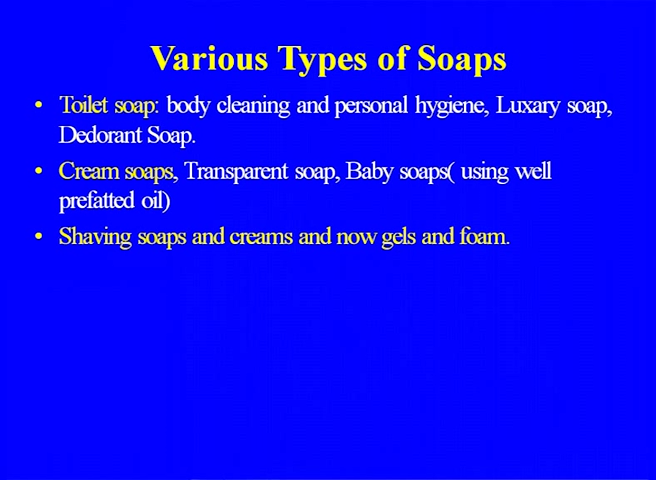 Various Types of Soaps
• Toilet soap: body cleaning and personal hygiene, Luxary soap,
Dedorant Soap.
• Cream soaps, Transparent soap, Baby soaps( using well
prefatted oil)
• Shaving soaps and creams and now gels and foam.